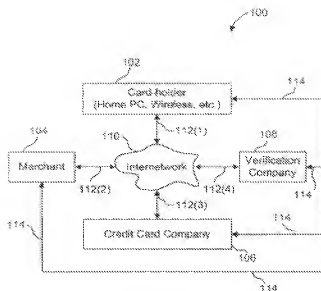 100
102
Card-holder
(Home PC, Wireless, etc.)
114
104
110
112(1)
108
Merchant
Internetwork
Verification
Company
112(2)
112(4)
114
112(3)
114
114
Credit Card Company
106
114